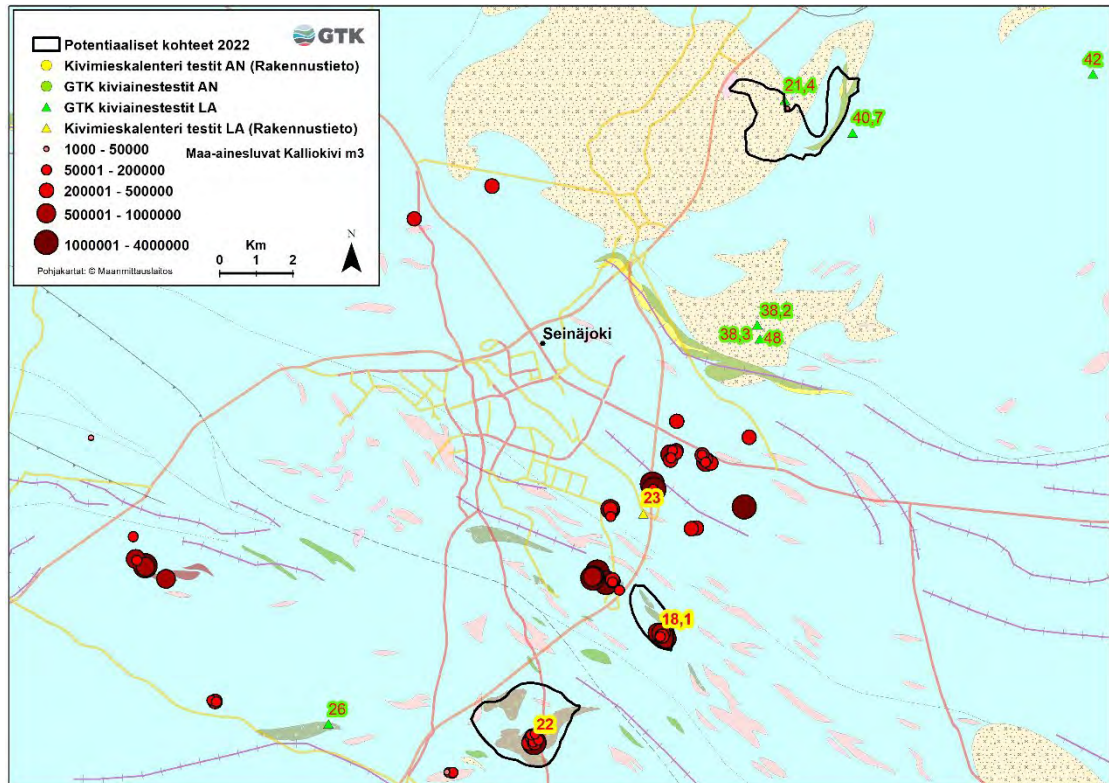 GTK
Potentiaaliset kohteet 2022
Kivimieskalenteri testit AN (Rakennustieto)
GTK kiviainestestit AN
GTK kiviainestestit LA
Kivimieskalenteri testit LA (Rakennustieto)
1000 - 50000
Maa-ainesluvat Kalliokivi m3
50001 - 200000
200001 - 500000
500001 - 1000000
1000001 - 4000000
Km
0 1 2
N
Pohjakartat: © Maanmittauslaitos
42
21,4
40,7
38,2
38,3
48
Seinäjoki
23
18,1
26
22